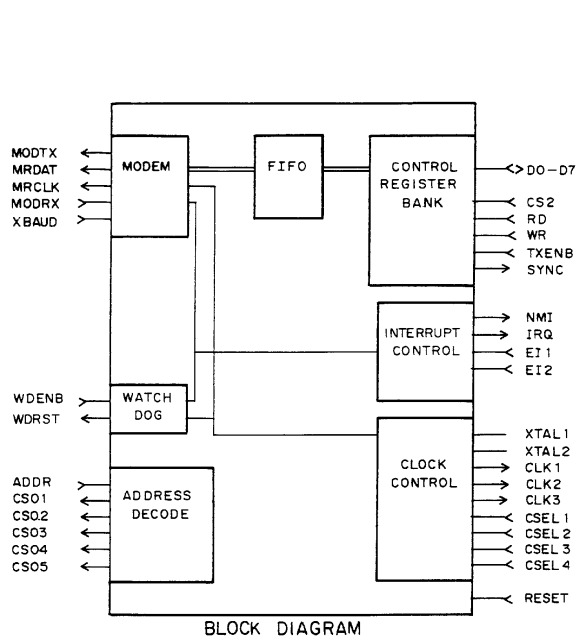 MODTX
MRDAT
MRCLK
MODRX
XBAUD
MODEM
FIFO
CONTROL
REGISTER
BANK
D0-D7
CS2
RD
WR
TXENB
SYNC
INTERRUPT
CONTROL
NMI
IRQ
EI1
EI2
WDENB
WDRST
WATCH
DOG
CLOCK
CONTROL
XTAL1
XTAL2
CLK1
CLK2
CLK3
CSEL1
CSEL2
CSEL3
CSEL4
ADDR
CSO1
CSO2
CSO3
CSO4
CSO5
ADDRESS
DECODE
RESET
BLOCK DIAGRAM